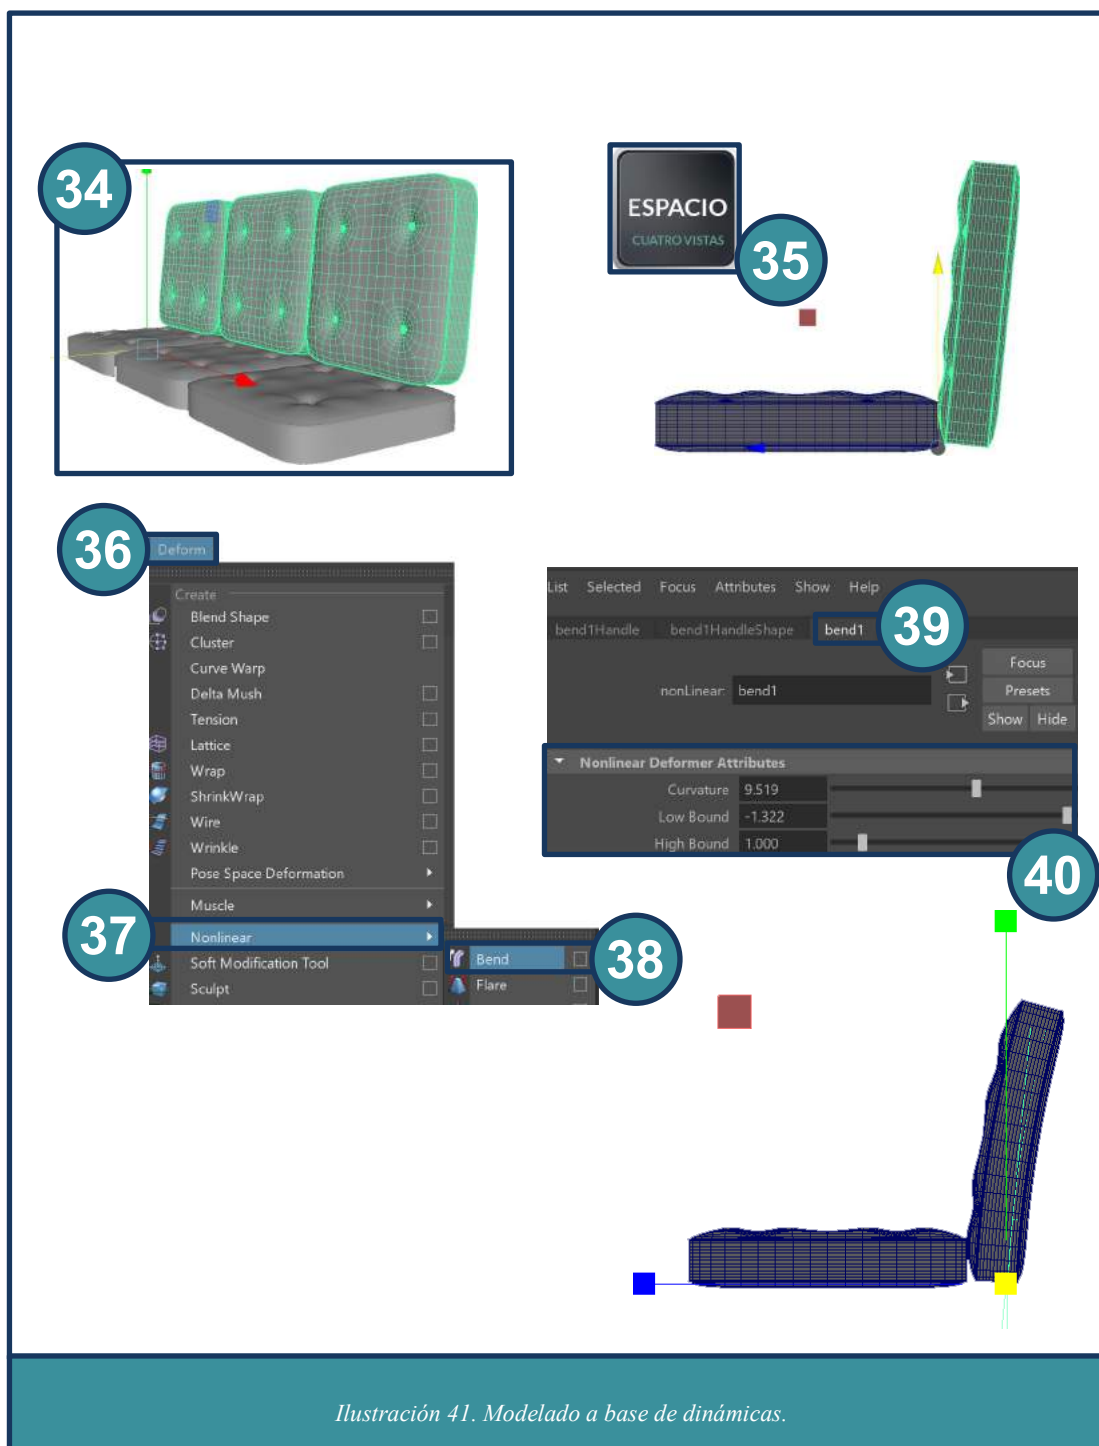 34
ESPACIO
CUATRO VISTAS
35
36
Deform
Create
Blend Shape
Cluster
Curve Warp
Delta Mush
Tension
Lattice
Wrap
ShrinkWrap
Wire
Wrinkle
Pose Space Deformation
Muscle
37
Nonlinear
Soft Modification Tool
Sculpt
Bend
38
Flare
List Selected Focus Attributes Show Help
39
bend1Handle bend1HandleShape bend1
Focus
nonLinear: bend1
Presets
Show Hide
Nonlinear Deformer Attributes
Curvature 9.519
Low Bound -1.322
High Bound 1.000
40
Ilustración 41. Modelado a base de dinámicas.